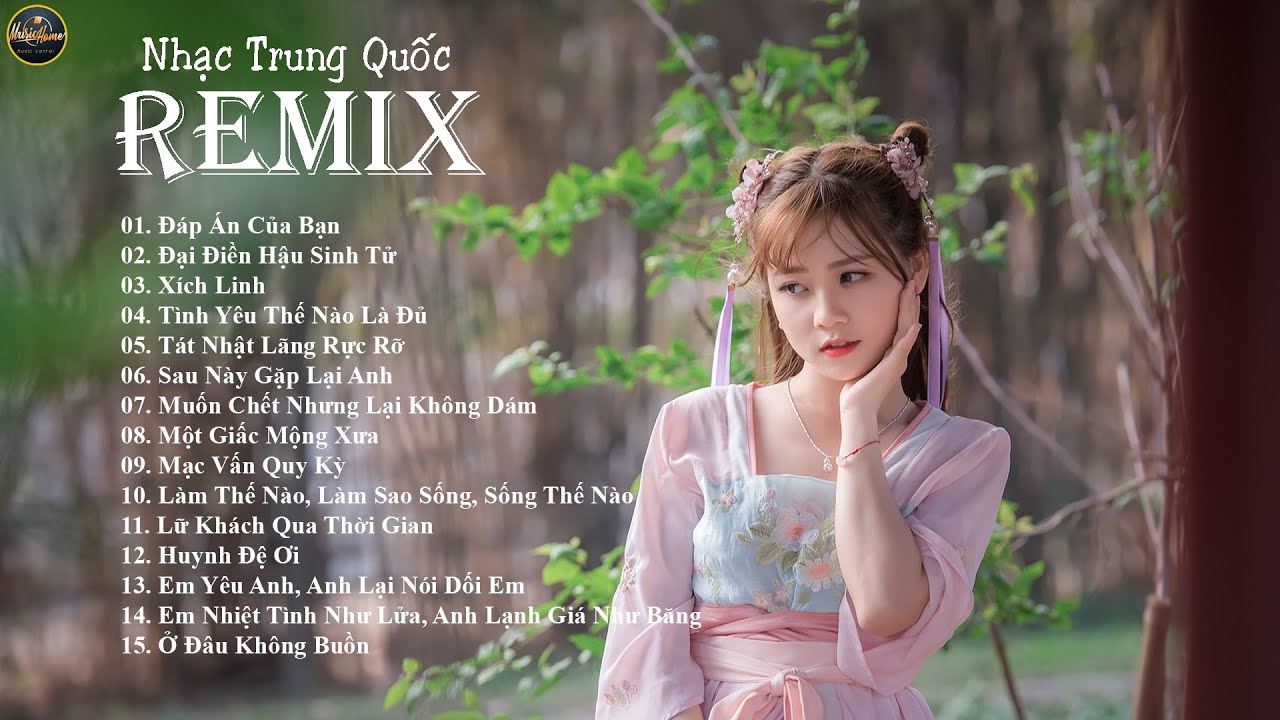 Music Home
Music center
Nhạc Trung Quốc
REMIX
01. Đáp Án Của Bạn
02. Đại Điền Hậu Sinh Tử
03. Xích Linh
04. Tình Yêu Thế Nào Là Đủ
05. Tát Nhật Lãng Rực Rỡ
06. Sau Này Gặp Lại Anh
07. Muốn Chết Nhưng Lại Không Dám
08. Một Giấc Mộng Xưa
09. Mạc Vấn Quy Kỳ
10. Làm Thế Nào, Làm Sao Sống, Sống Thế Nào
11. Lữ Khách Qua Thời Gian
12. Huynh Đệ Ơi
13. Em Yêu Anh, Anh Lại Nói Dối Em
14. Em Nhiệt Tình Như Lửa, Anh Lạnh Giá Như Băng
15. Ở Đâu Không Buồn